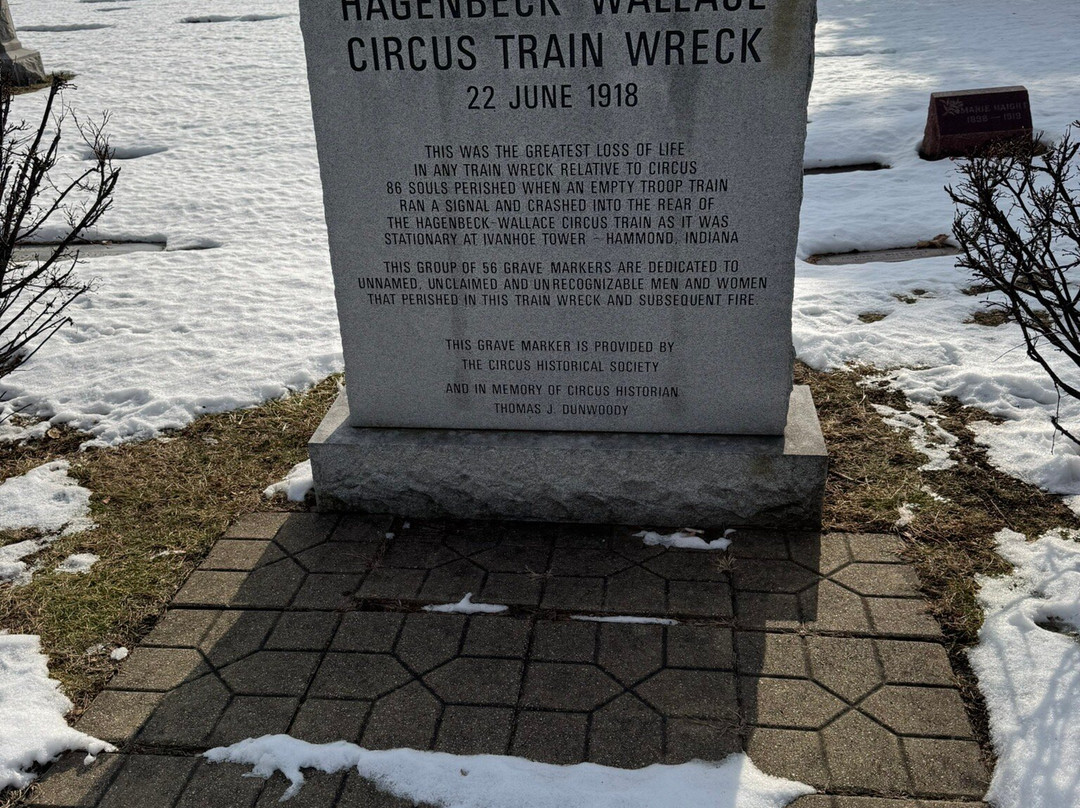 HAGENBECK-WALLACE
CIRCUS TRAIN WRECK
22 JUNE 1918
THIS WAS THE GREATEST LOSS OF LIFE
IN ANY TRAIN WRECK RELATIVE TO CIRCUS
86 SOULS PERISHED WHEN AN EMPTY TROOP TRAIN
RAN A SIGNAL AND CRASHED INTO THE REAR OF
THE HAGENBECK-WALLACE CIRCUS TRAIN AS IT WAS
STATIONARY AT IVANHOE TOWER ~ HAMMOND, INDIANA
THIS GROUP OF 56 GRAVE MARKERS ARE DEDICATED TO
UNNAMED, UNCLAIMED AND UNRECOGNIZABLE MEN AND WOMEN
THAT PERISHED IN THIS TRAIN WRECK AND SUBSEQUENT FIRE.
THIS GRAVE MARKER IS PROVIDED BY
THE CIRCUS HISTORICAL SOCIETY
AND IN MEMORY OF CIRCUS HISTORIAN
THOMAS J. DUNWOODY
MARIE HAIGHT